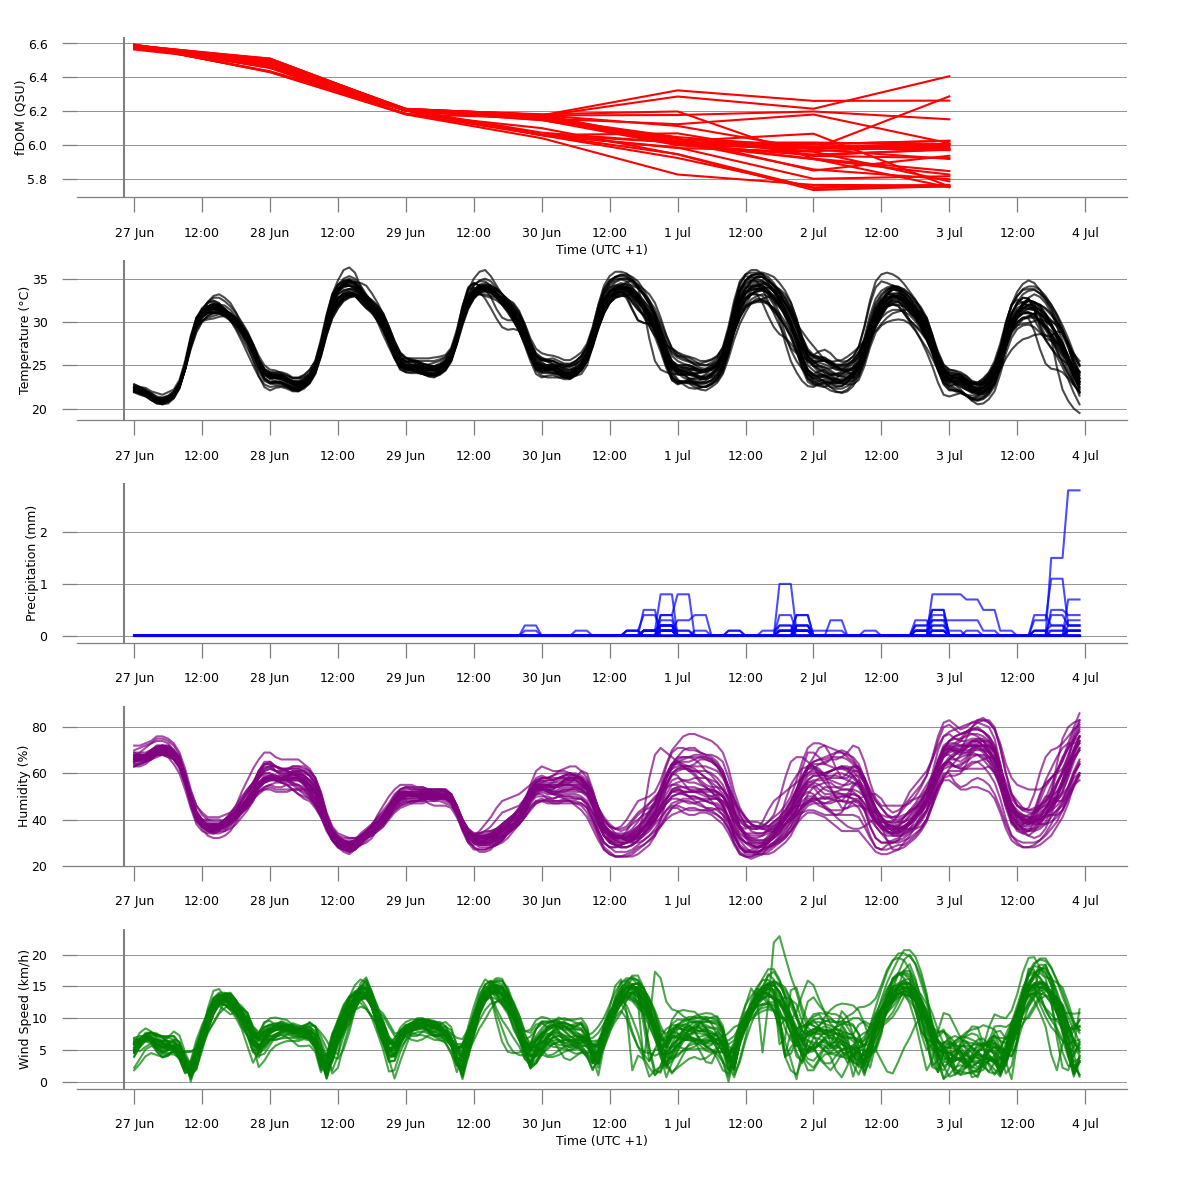 fDOM (QSU)
6.6
6.4
6.2
6.0
5.8
27 Jun 12:00 28 Jun 12:00 29 Jun 12:00 30 Jun 12:00 1 Jul 12:00 2 Jul 12:00 3 Jul 12:00 4 Jul
Time (UTC +1)
Temperature (°C)
35
30
25
20
27 Jun 12:00 28 Jun 12:00 29 Jun 12:00 30 Jun 12:00 1 Jul 12:00 2 Jul 12:00 3 Jul 12:00 4 Jul
Precipitation (mm)
2
1
0
27 Jun 12:00 28 Jun 12:00 29 Jun 12:00 30 Jun 12:00 1 Jul 12:00 2 Jul 12:00 3 Jul 12:00 4 Jul
Humidity (%)
80
60
40
20
27 Jun 12:00 28 Jun 12:00 29 Jun 12:00 30 Jun 12:00 1 Jul 12:00 2 Jul 12:00 3 Jul 12:00 4 Jul
Wind Speed (km/h)
20
15
10
5
0
27 Jun 12:00 28 Jun 12:00 29 Jun 12:00 30 Jun 12:00 1 Jul 12:00 2 Jul 12:00 3 Jul 12:00 4 Jul
Time (UTC +1)